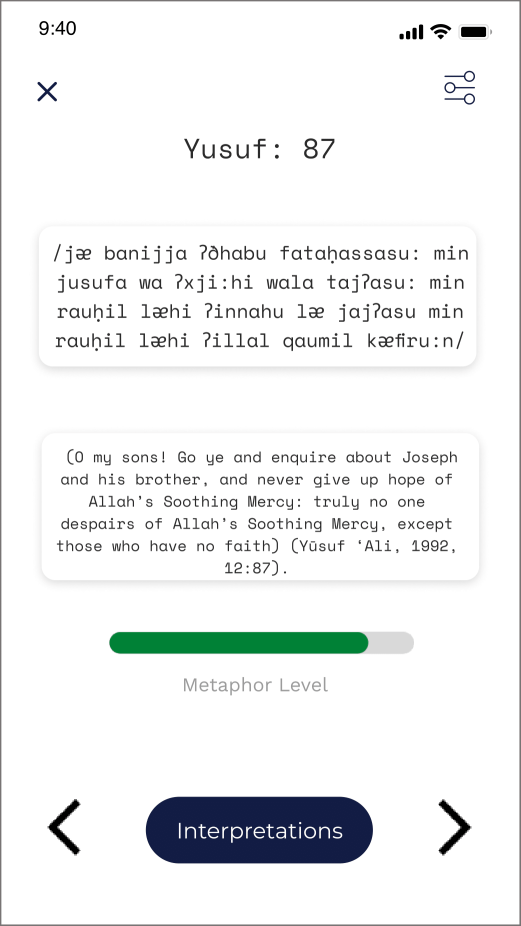 9:40
Yusuf: 87
/jæ banijja ʔðhabu fataḥassasu: min
jusufa wa ʔxji:hi wala tajʔasu: min
rauḥil læhi ʔinnahu læ jajʔasu min
rauḥil læhi ʔillal qaumil kæfiru:n/
(O my sons! Go ye and enquire about Joseph
and his brother, and never give up hope of
Allah’s Soothing Mercy: truly no one
despairs of Allah’s Soothing Mercy, except
those who have no faith) (Yūsuf ‘Ali, 1992,
12:87).
Metaphor Level
Interpretations